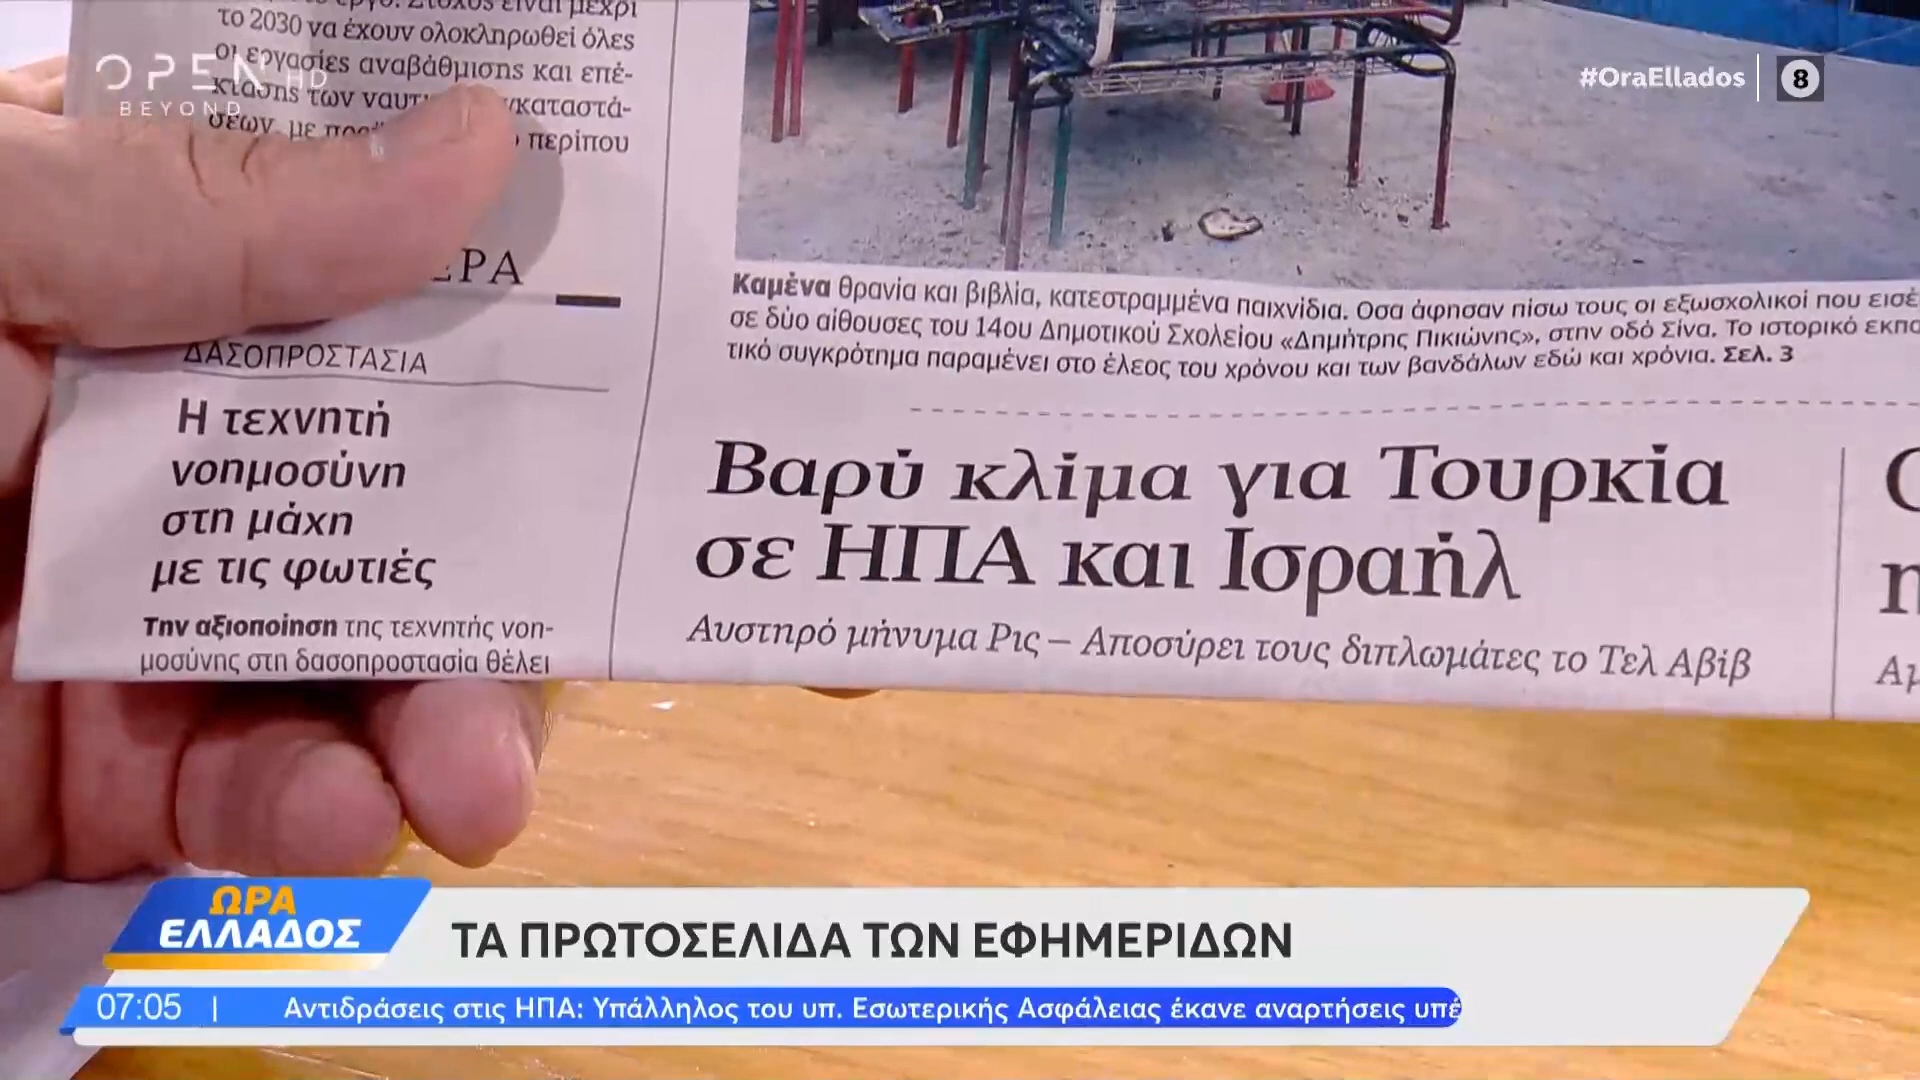 το 2030 να έχουν ολοκληρωθεί όλες
οι εργασίες αναβάθμισης και επέ-
κτασης των
σεων, με
περίπου
ΔΑΣΟΠΡΟΣΤΑΣΙΑ
Η τεχνητή
νοημοσύνη
στη μάχη
με τις φωτιές
Την αξιοποίηση της τεχνητής νοη-
μοσύνης στη δασοπροστασία θέλει
Καμένα θρανία και βιβλία, κατεστραμμένα παιχνίδια. Οσα άφησαν πίσω τους οι εξωσχολικοί που εισέ
σε δύο αίθουσες του 14ου Δημοτικού Σχολείου «Δημήτρης Πικιώνης», στην οδό Σίνα. Το ιστορικό εκπα
τικό συγκρότημα παραμένει στο έλεος του χρόνου και των βανδάλων εδώ και χρόνια. Σελ. 3
Βαρύ κλίμα για Τουρκία
σε ΗΠΑ και Ισραήλ
Αυστηρό μήνυμα Ρις – Αποσύρει τους διπλωμάτες το Τελ Αβίβ
OPEN HD
BEYOND
#OraEllados
8
ΩΡΑ
ΕΛΛΑΔΟΣ
ΤΑ ΠΡΩΤΟΣΕΛΙΔΑ ΤΩΝ ΕΦΗΜΕΡΙΔΩΝ
07:05 | Αντιδράσεις στις ΗΠΑ: Υπάλληλος του υπ. Εσωτερικής Ασφάλειας έκανε αναρτήσεις υπέ